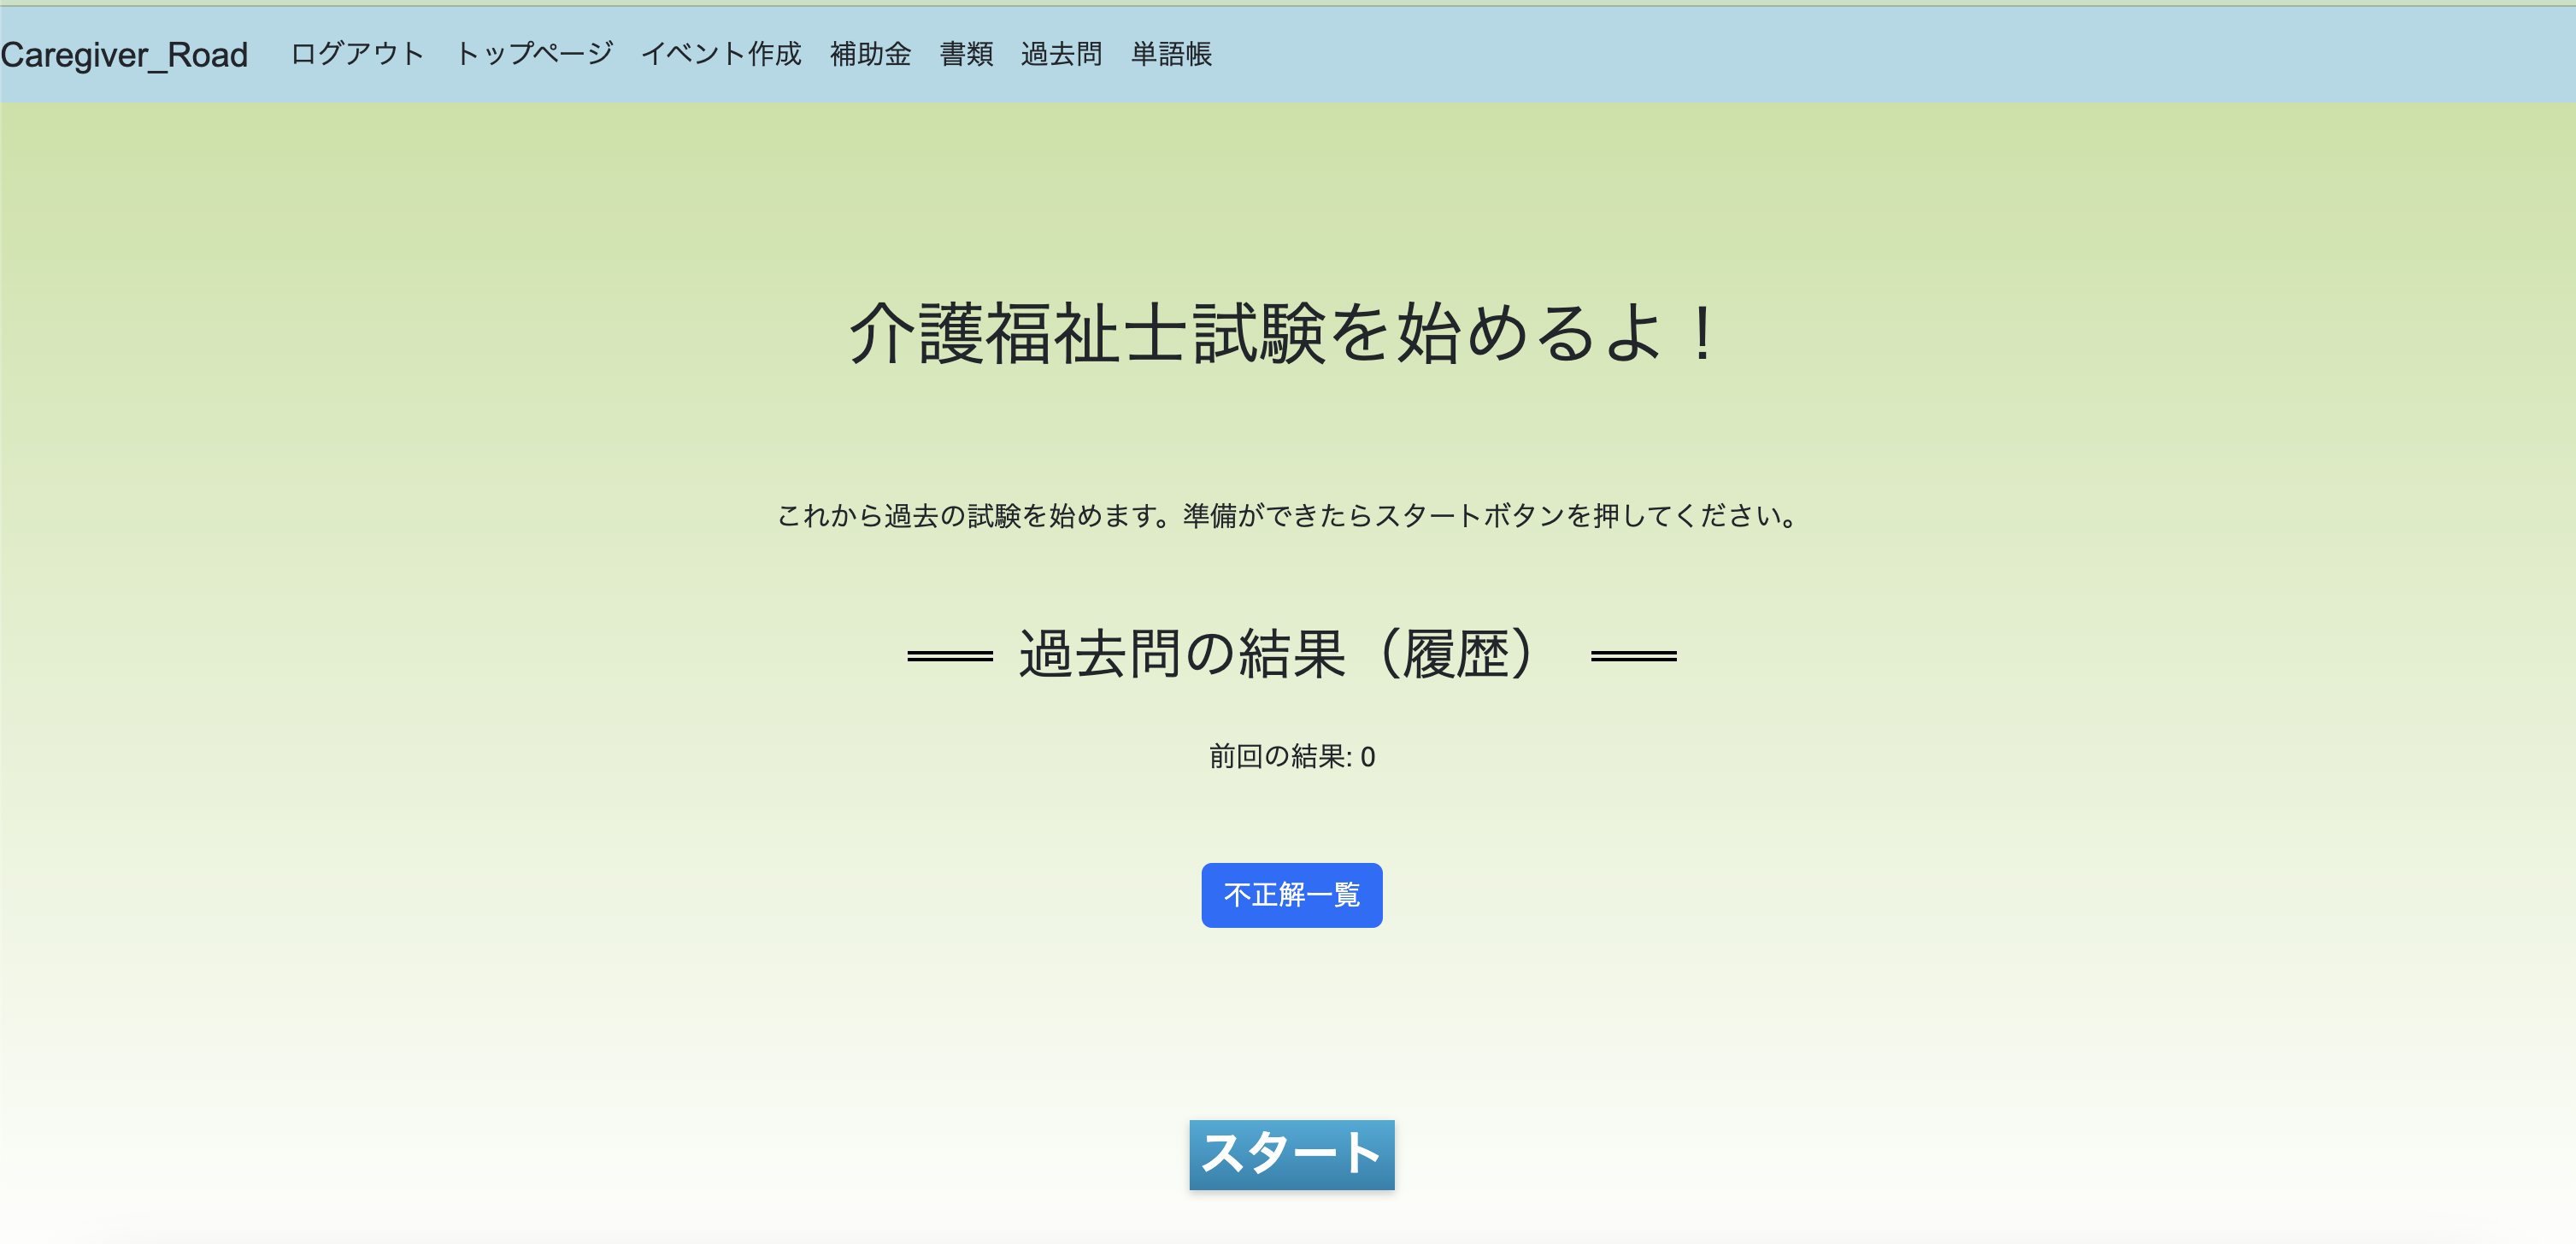 Caregiver_Road ログアウト トップページ イベント作成 補助金 書類 過去問 単語帳
介護福祉士試験を始めるよ！
これから過去の試験を始めます。準備ができたらスタートボタンを押してください。
過去問の結果（履歴）
前回の結果: 0
不正解一覧
スタート